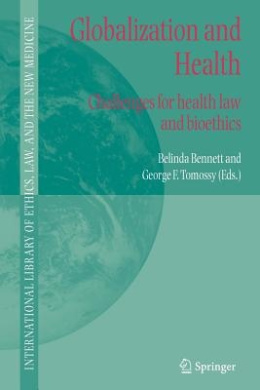 INTERNATIONAL LIBRARY OF ETHICS, LAW, AND THE NEW MEDICINE
Globalization and
Health
Challenges for health law
and bioethics
Belinda Bennett and
George F. Tomossy (Eds.)
Springer